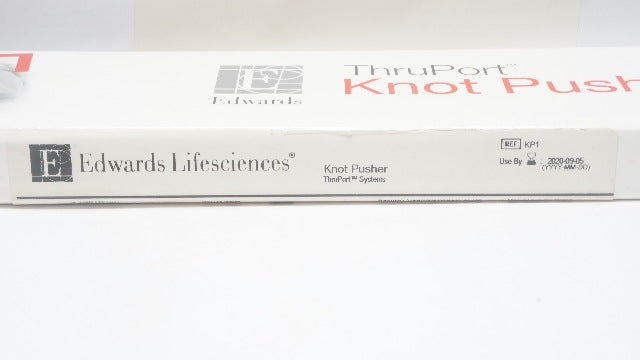 ThruPort™
Knot Push
E
Edwards
E
Edwards Lifesciences®
Knot Pusher
ThruPort™ Systems
REF KP1
Use By 2020-09-05
(YYYY-MM-DD)